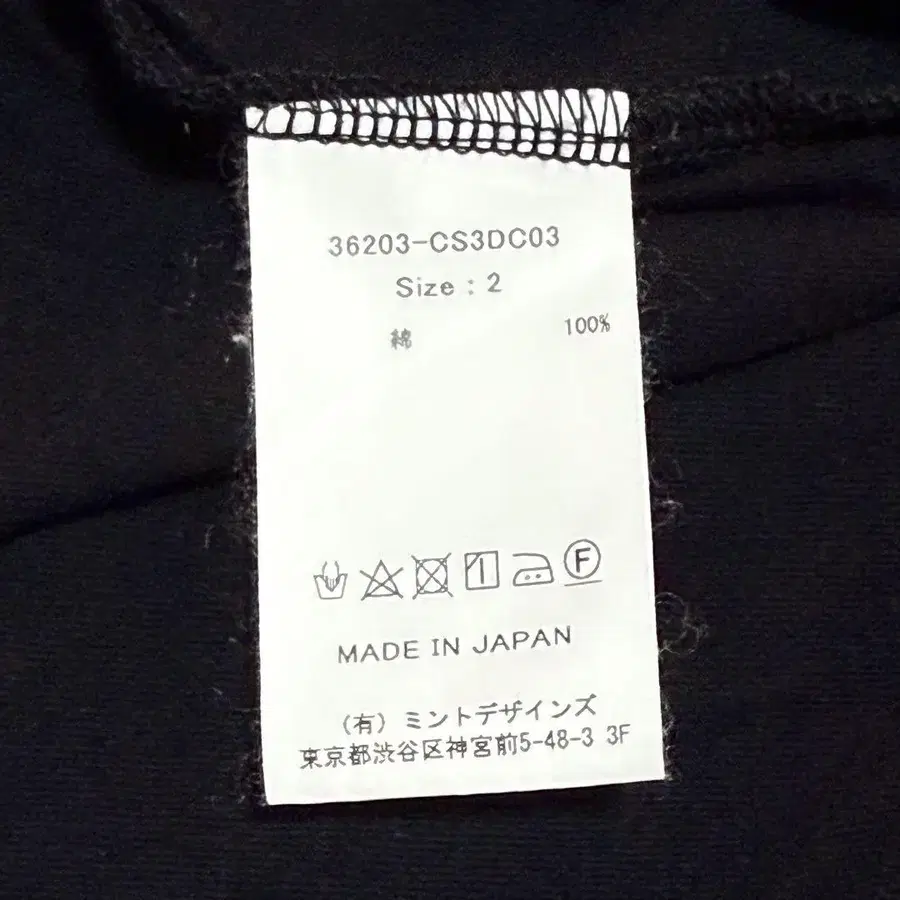 36203-CS3DC03
Size : 2
綿 100%
F
MADE IN JAPAN
（有）ミントデザインズ
東京都渋谷区神宮前5-48-3 3F